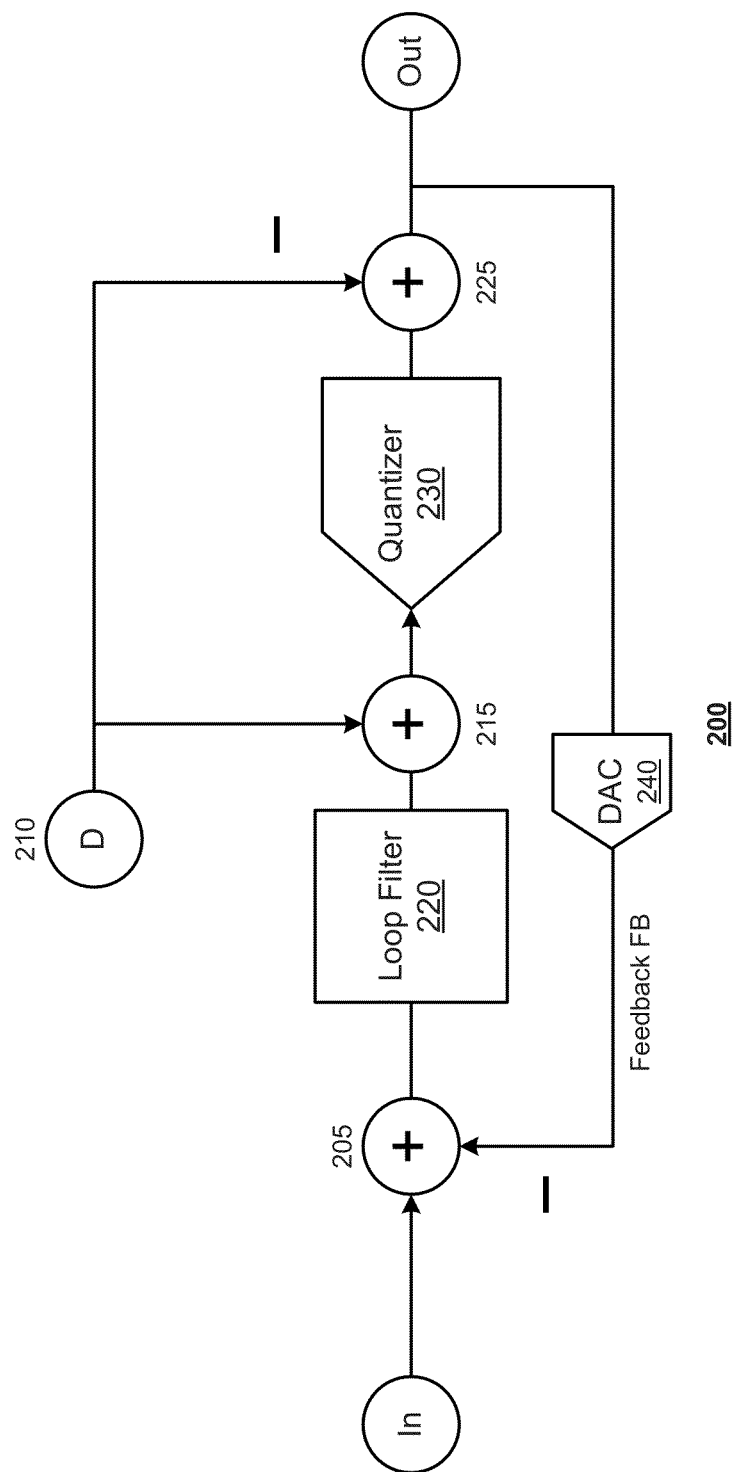 210
D
In
+
205
Loop Filter
220
+
215
Quantizer
230
+
225
Out
Feedback FB
DAC
240
200